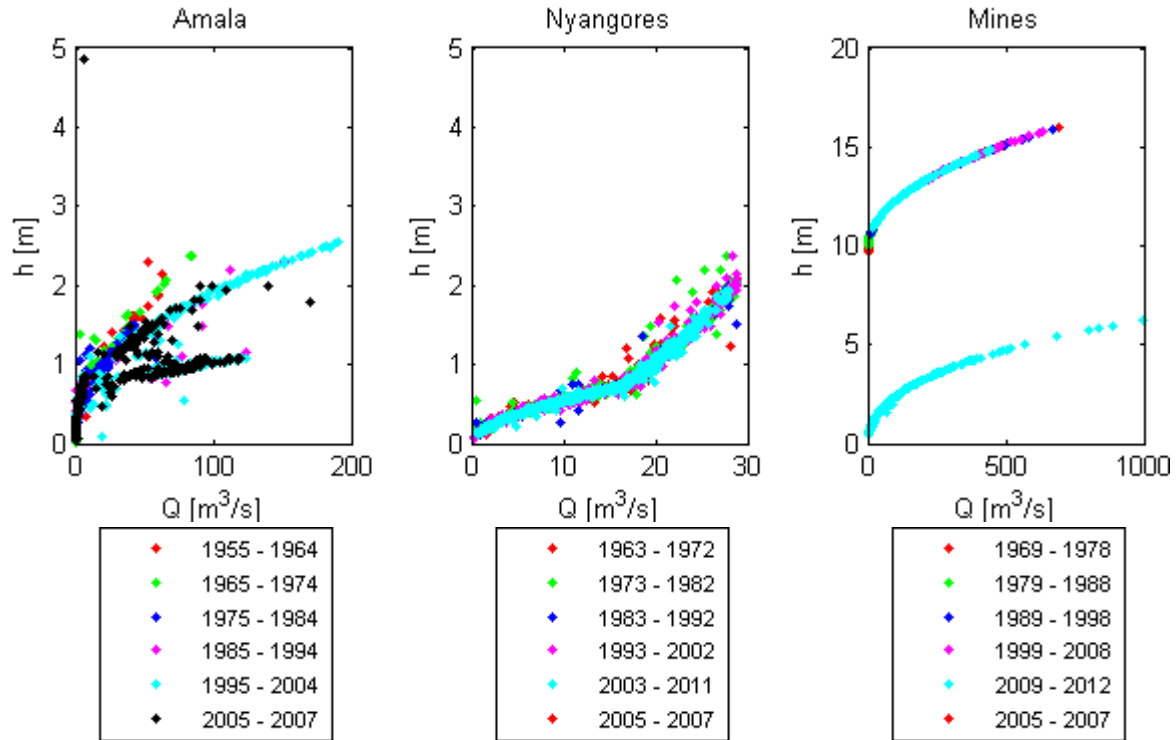 Amala
5
4
3
2
1
0
h [m]
0 100 200
Q [m³/s]
1955 - 1964
1965 - 1974
1975 - 1984
1985 - 1994
1995 - 2004
2005 - 2007
Nyangores
5
4
3
2
1
0
h [m]
0 10 20 30
Q [m³/s]
1963 - 1972
1973 - 1982
1983 - 1992
1993 - 2002
2003 - 2011
2005 - 2007
Mines
20
15
10
5
0
h [m]
0 500 1000
Q [m³/s]
1969 - 1978
1979 - 1988
1989 - 1998
1999 - 2008
2009 - 2012
2005 - 2007